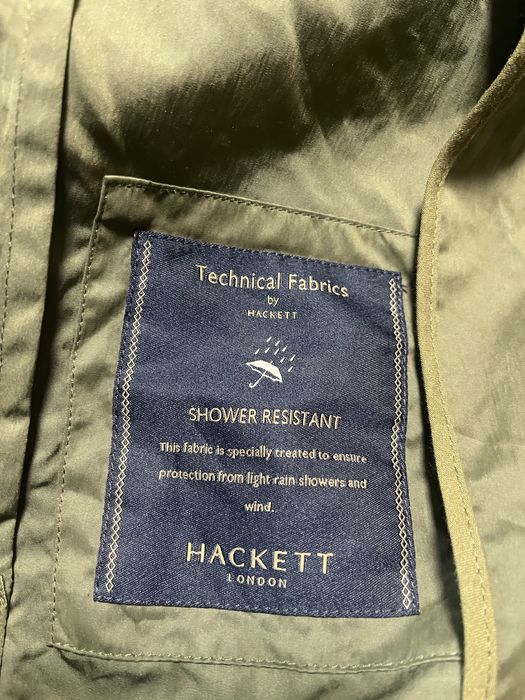 Technical Fabrics
by
HACKETT
SHOWER RESISTANT
This fabric is specially treated to ensure
protection from light rain showers and
wind.
HACKETT
LONDON